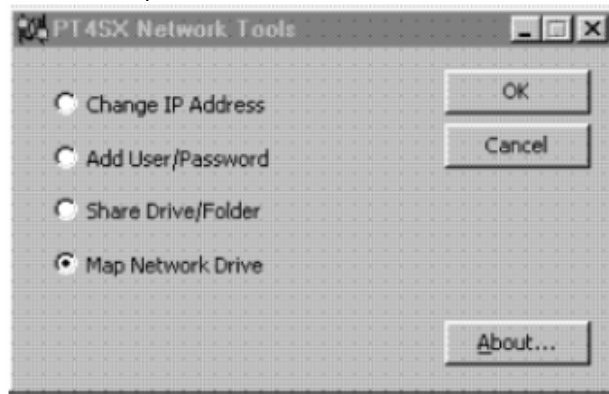 PT4SX Network Tools
Change IP Address
Add User/Password
Share Drive/Folder
Map Network Drive
OK
Cancel
About...